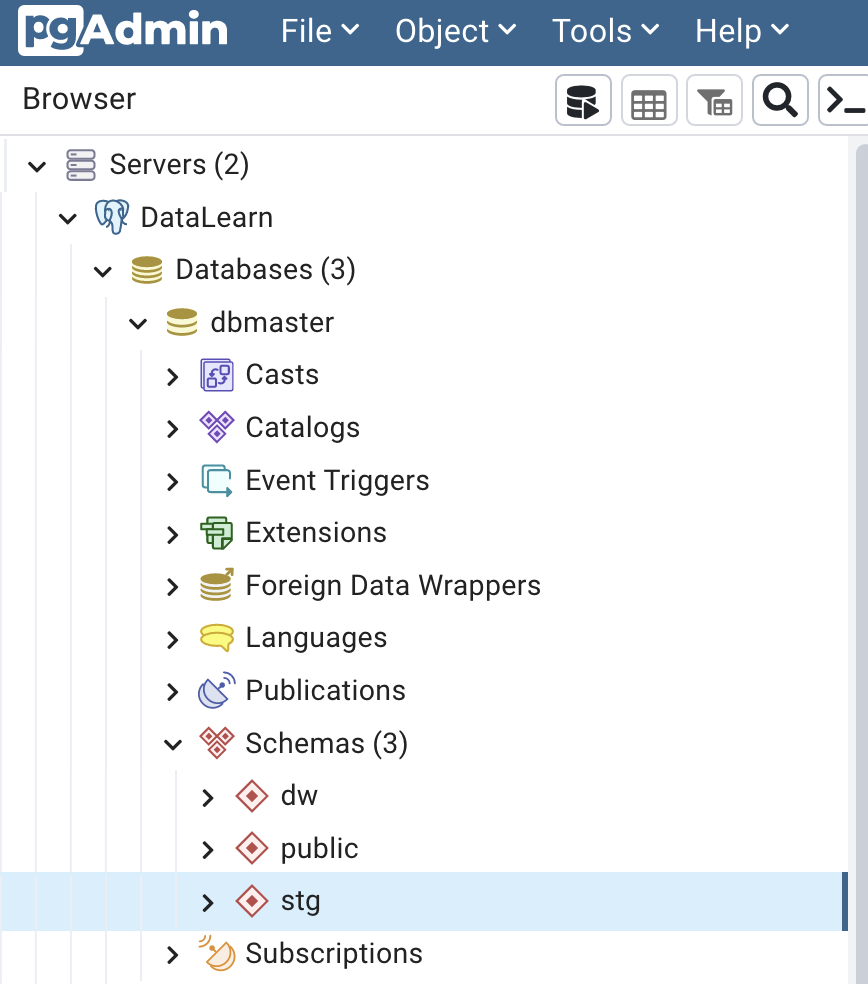 pgAdmin File Object Tools Help
Browser
Servers (2)
DataLearn
Databases (3)
dbmaster
Casts
Catalogs
Event Triggers
Extensions
Foreign Data Wrappers
Languages
Publications
Schemas (3)
dw
public
stg
Subscriptions